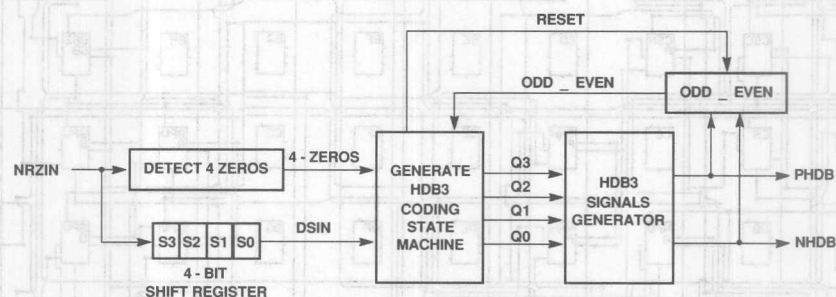 RESET
ODD _ EVEN
ODD _ EVEN
NRZIN
DETECT 4 ZEROS
4 - ZEROS
GENERATE
HDB3
CODING
STATE
MACHINE
Q3
Q2
Q1
Q0
HDB3
SIGNALS
GENERATOR
PHDB
NHDB
S3 S2 S1 S0
DSIN
4 - BIT
SHIFT REGISTER